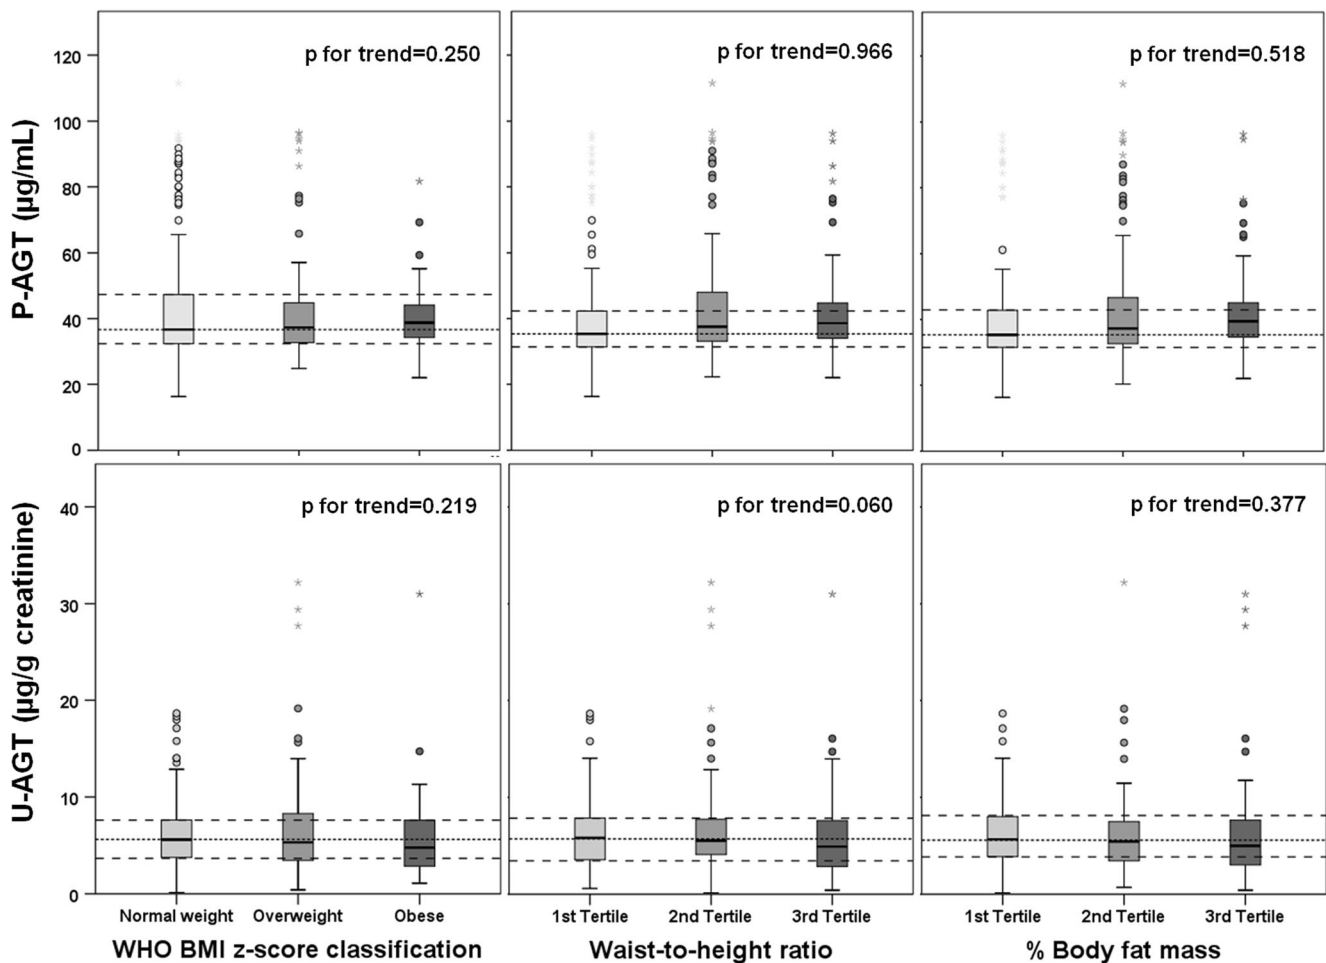 p for trend=0.250
p for trend=0.966
p for trend=0.518
P-AGT (µg/mL)
120
100
80
60
40
20
0
p for trend=0.219
p for trend=0.060
p for trend=0.377
U-AGT (µg/g creatinine)
40
30
20
10
0
Normal weight Overweight Obese
1st Tertile 2nd Tertile 3rd Tertile
1st Tertile 2nd Tertile 3rd Tertile
WHO BMI z-score classification
Waist-to-height ratio
% Body fat mass